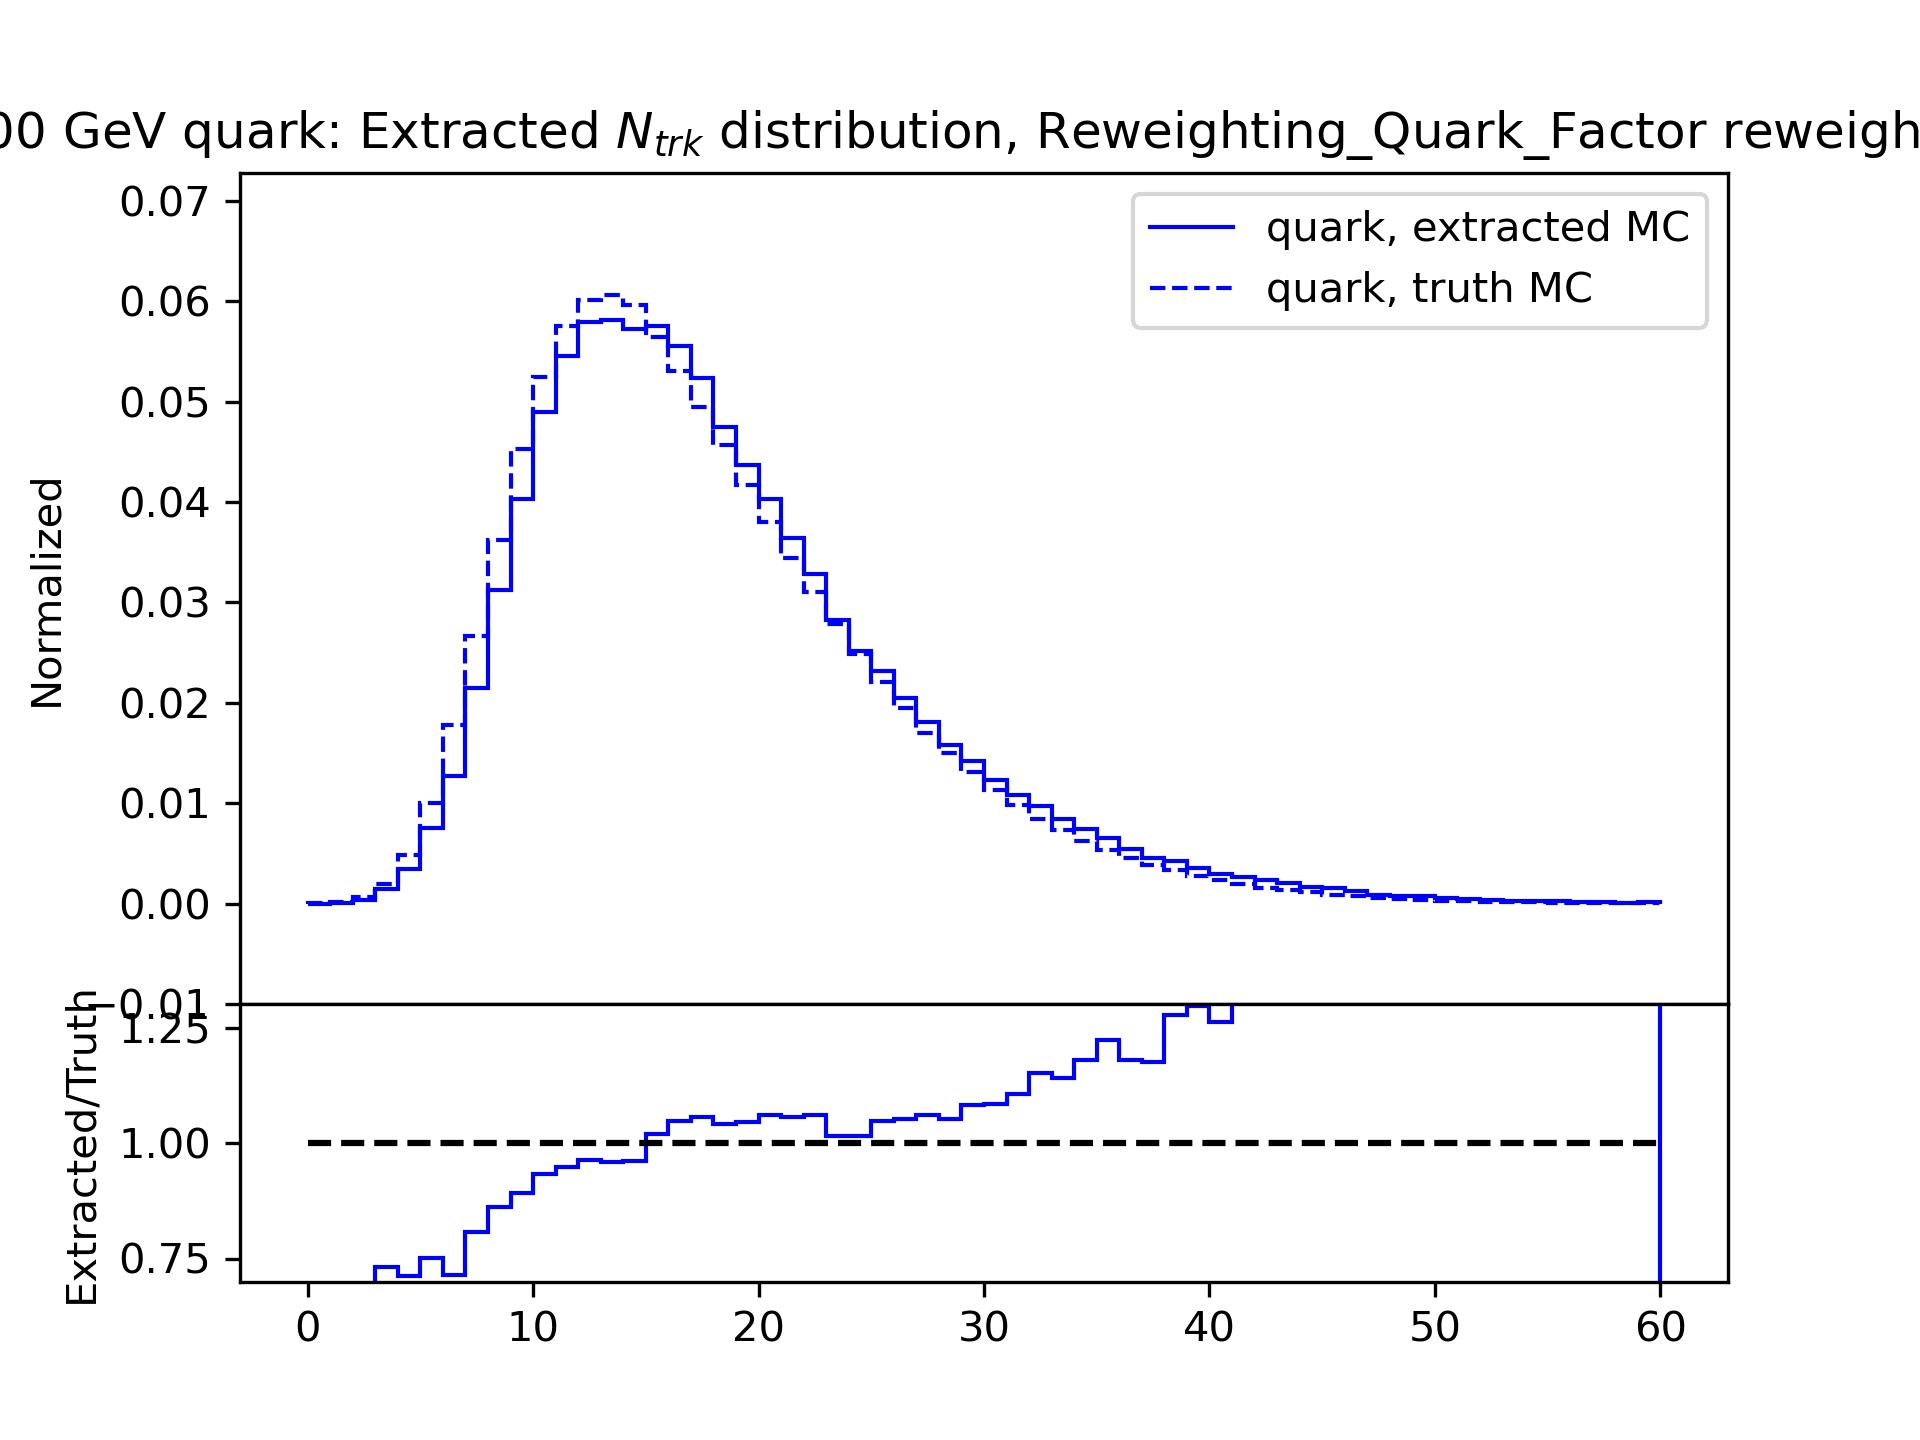 00 GeV quark: Extracted N_trk distribution, Reweighting_Quark_Factor reweigh
quark, extracted MC
quark, truth MC
Normalized
0.07
0.06
0.05
0.04
0.03
0.02
0.01
0.00
−0.01
Extracted/Truth
1.25
1.00
0.75
0 10 20 30 40 50 60